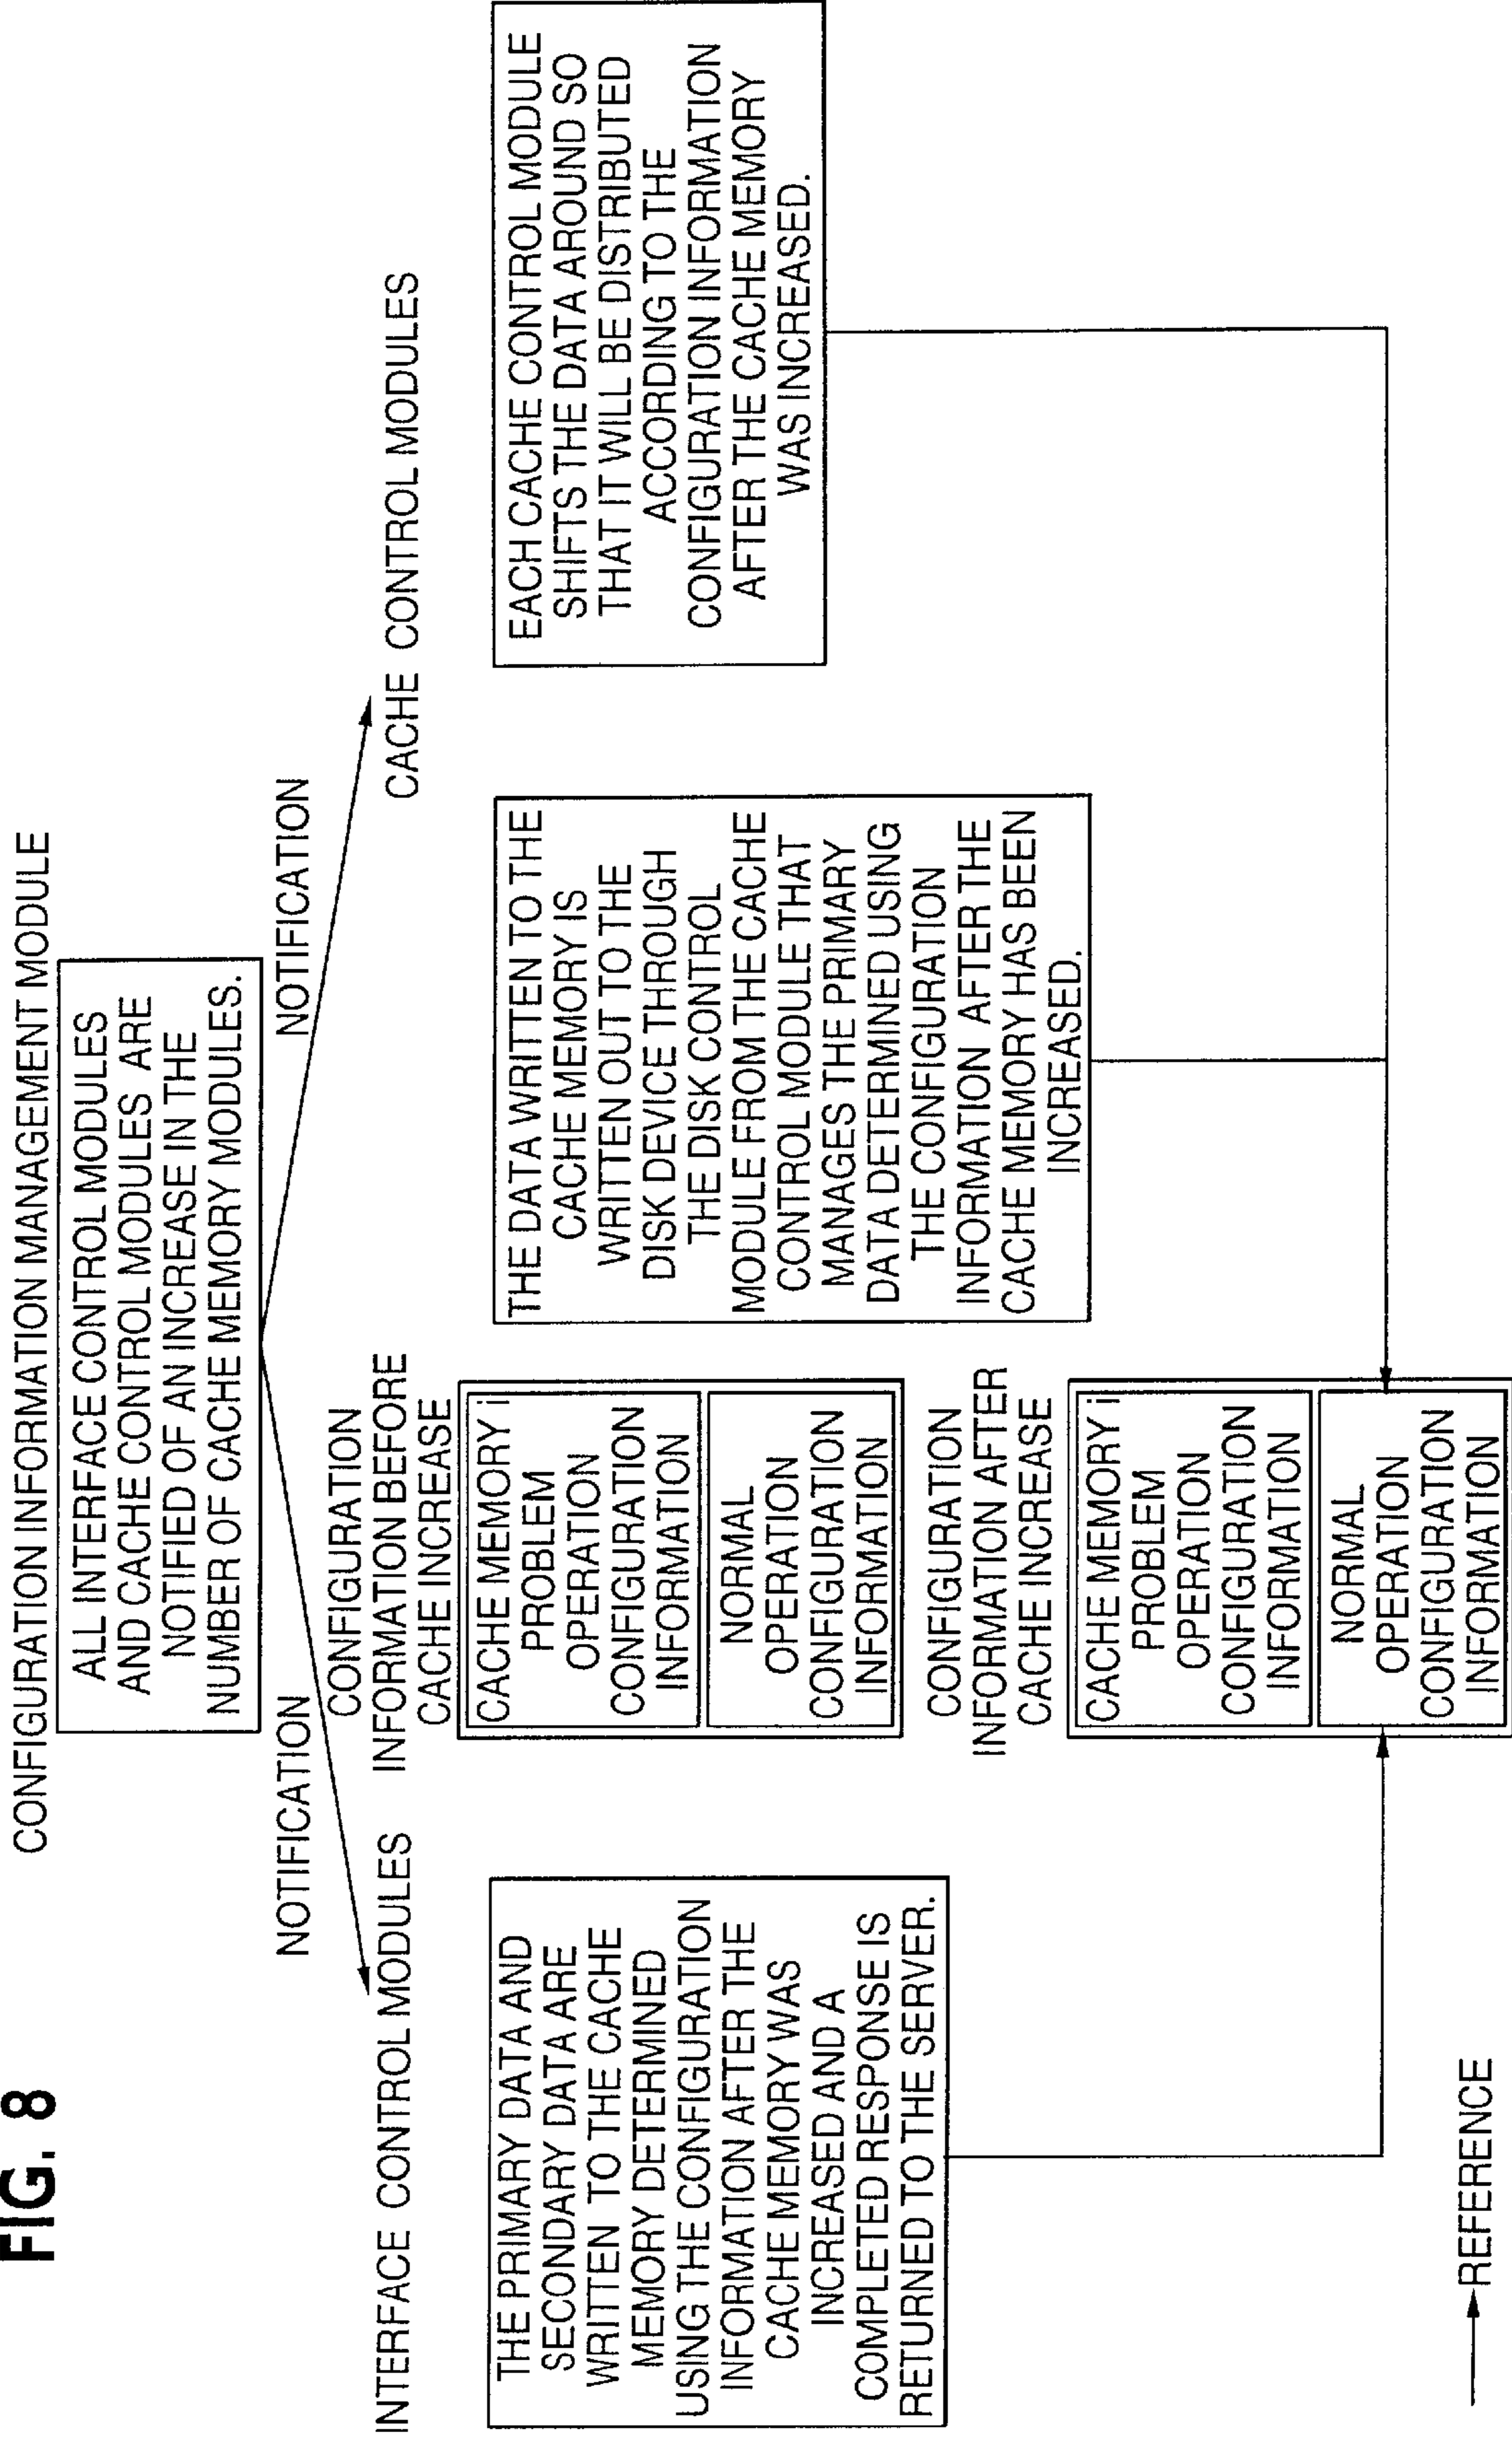 FIG. 8
CONFIGURATION INFORMATION MANAGEMENT MODULE
ALL INTERFACE CONTROL MODULES
AND CACHE CONTROL MODULES ARE
NOTIFIED OF AN INCREASE IN THE
NUMBER OF CACHE MEMORY MODULES.
NOTIFICATION
NOTIFICATION
INTERFACE CONTROL MODULES
THE PRIMARY DATA AND
SECONDARY DATA ARE
WRITTEN TO THE CACHE
MEMORY DETERMINED
USING THE CONFIGURATION
INFORMATION AFTER THE
CACHE MEMORY WAS
INCREASED AND A
COMPLETED RESPONSE IS
RETURNED TO THE SERVER.
CONFIGURATION
INFORMATION BEFORE
CACHE INCREASE
CACHE MEMORY i
PROBLEM
OPERATION
CONFIGURATION
INFORMATION
NORMAL
OPERATION
CONFIGURATION
INFORMATION
CONFIGURATION
INFORMATION AFTER
CACHE INCREASE
CACHE MEMORY i
PROBLEM
OPERATION
CONFIGURATION
INFORMATION
NORMAL
OPERATION
CONFIGURATION
INFORMATION
CACHE CONTROL MODULES
THE DATA WRITTEN TO THE
CACHE MEMORY IS
WRITTEN OUT TO THE
DISK DEVICE THROUGH
THE DISK CONTROL
MODULE FROM THE CACHE
CONTROL MODULE THAT
MANAGES THE PRIMARY
DATA DETERMINED USING
THE CONFIGURATION
INFORMATION AFTER THE
CACHE MEMORY HAS BEEN
INCREASED.
EACH CACHE CONTROL MODULE
SHIFTS THE DATA AROUND SO
THAT IT WILL BE DISTRIBUTED
ACCORDING TO THE
CONFIGURATION INFORMATION
AFTER THE CACHE MEMORY
WAS INCREASED.
REFERENCE